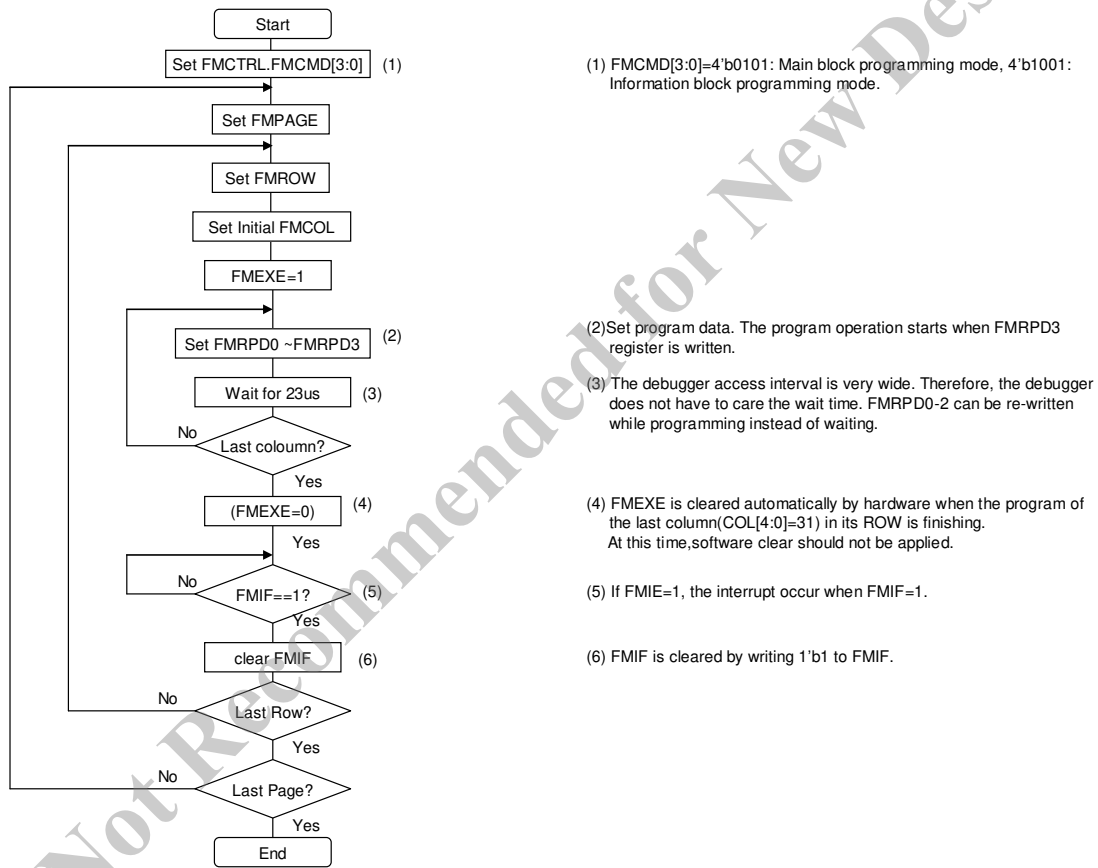 Start
Set FMCTRL.FMCMD[3:0] (1)
Set FMPAGE
Set FMROW
Set Initial FMCOL
FMEXE=1
Set FMRPD0 ~FMRPD3 (2)
Wait for 23us (3)
No
Last coloumn?
Yes
(FMEXE=0) (4)
Yes
No
FMIF==1? (5)
Yes
clear FMIF (6)
No
Last Row?
Yes
No
Last Page?
Yes
End
(1) FMCMD[3:0]=4'b0101: Main block programming mode, 4'b1001:
Information block programming mode.
(2)Set program data. The program operation starts when FMRPD3
register is written.
(3) The debugger access interval is very wide. Therefore, the debugger
does not have to care the wait time. FMRPD0-2 can be re-written
while programming instead of waiting.
(4) FMEXE is cleared automatically by hardware when the program of
the last column(COL[4:0]=31) in its ROW is finishing.
At this time,software clear should not be applied.
(5) If FMIE=1, the interrupt occur when FMIF=1.
(6) FMIF is cleared by writing 1'b1 to FMIF.
Not Recommended for New Des